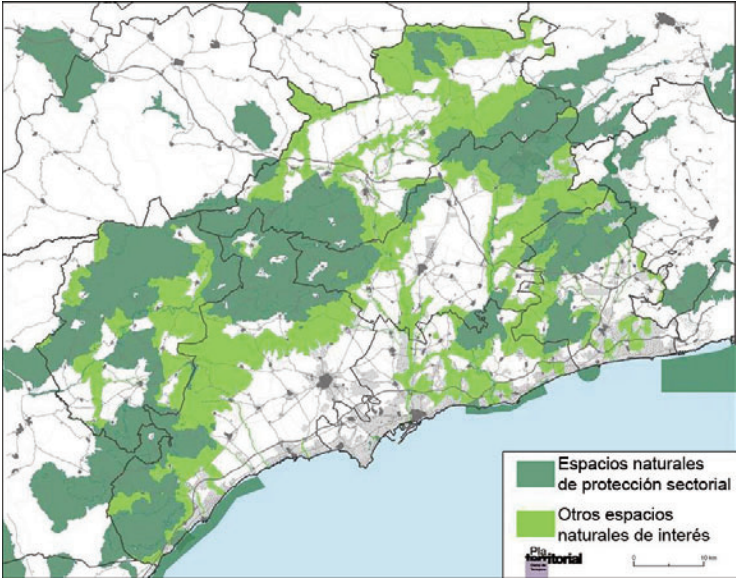 Espacios naturales
de protección sectorial
Otros espacios
naturales de interés
Pla
territorial
0 10 km